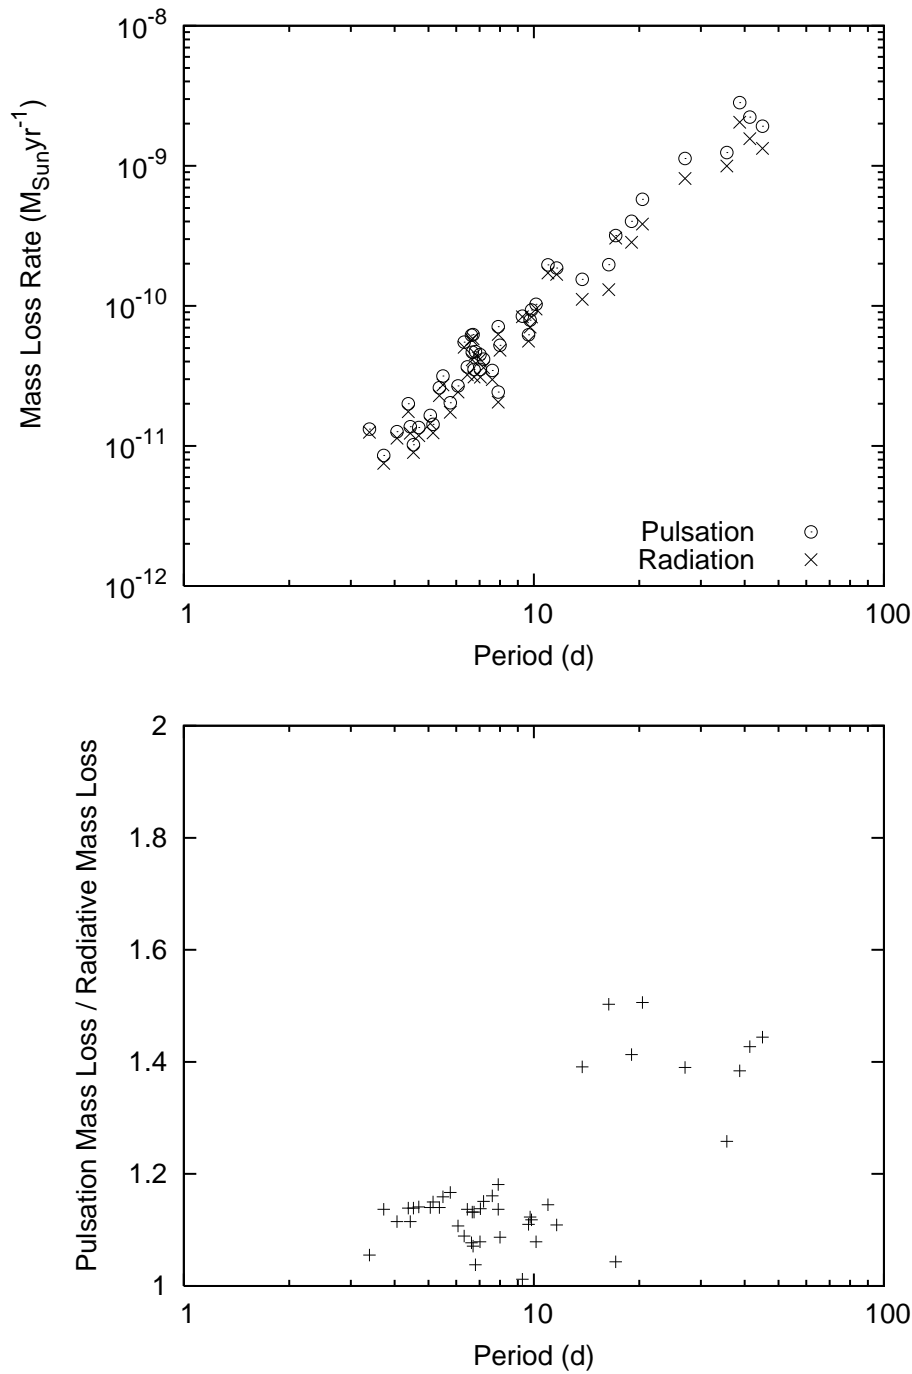 10^-8
10^-9
10^-10
10^-11
10^-12
Mass Loss Rate (M_Sun yr^-1)
Pulsation
Radiation
1 10 100
Period (d)
2
1.8
1.6
1.4
1.2
1
Pulsation Mass Loss / Radiative Mass Loss
1 10 100
Period (d)